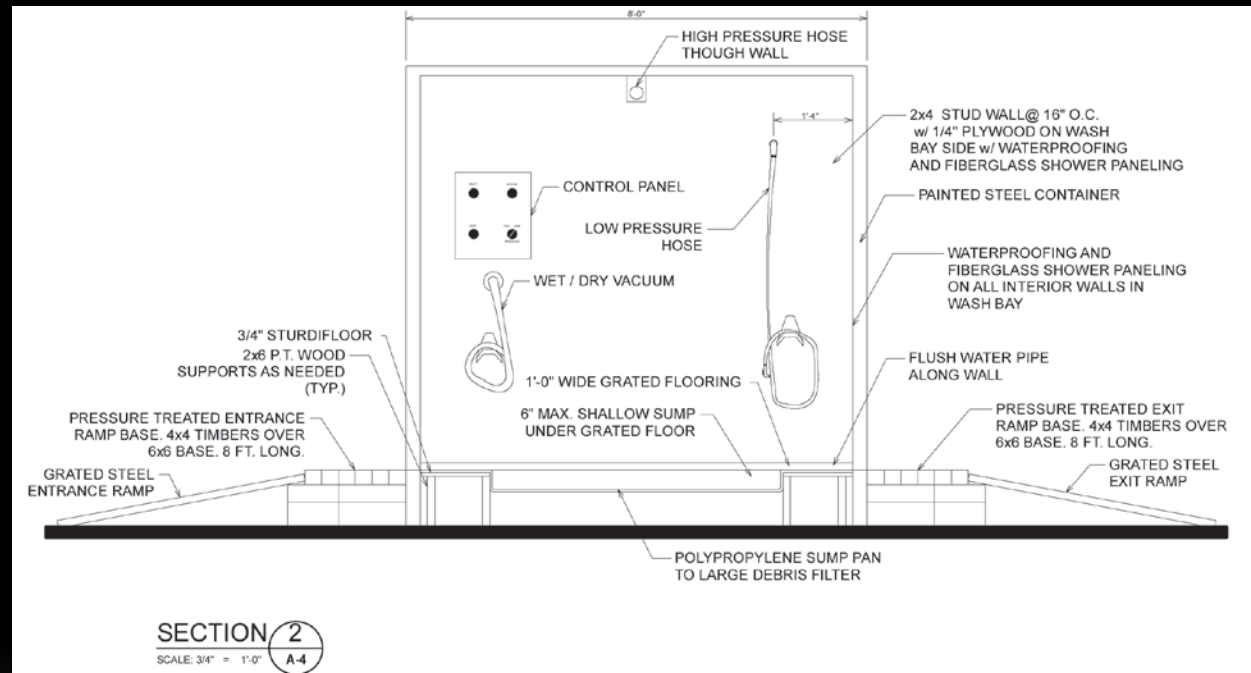 8'-0"
HIGH PRESSURE HOSE
THOUGH WALL
1'-4"
2x4 STUD WALL@ 16" O.C.
w/ 1/4" PLYWOOD ON WASH
BAY SIDE w/ WATERPROOFING
AND FIBERGLASS SHOWER PANELING
CONTROL PANEL
PAINTED STEEL CONTAINER
LOW PRESSURE
HOSE
WATERPROOFING AND
FIBERGLASS SHOWER PANELING
ON ALL INTERIOR WALLS IN
WASH BAY
WET / DRY VACUUM
3/4" STURDIFLOOR
2x6 P.T. WOOD
SUPPORTS AS NEEDED
(TYP.)
1'-0" WIDE GRATED FLOORING
FLUSH WATER PIPE
ALONG WALL
6" MAX. SHALLOW SUMP
UNDER GRATED FLOOR
PRESSURE TREATED ENTRANCE
RAMP BASE. 4x4 TIMBERS OVER
6x6 BASE. 8 FT. LONG.
PRESSURE TREATED EXIT
RAMP BASE. 4x4 TIMBERS OVER
6x6 BASE. 8 FT. LONG.
GRATED STEEL
ENTRANCE RAMP
GRATED STEEL
EXIT RAMP
POLYPROPYLENE SUMP PAN
TO LARGE DEBRIS FILTER
SECTION 2
SCALE: 3/4" = 1'-0" A-4